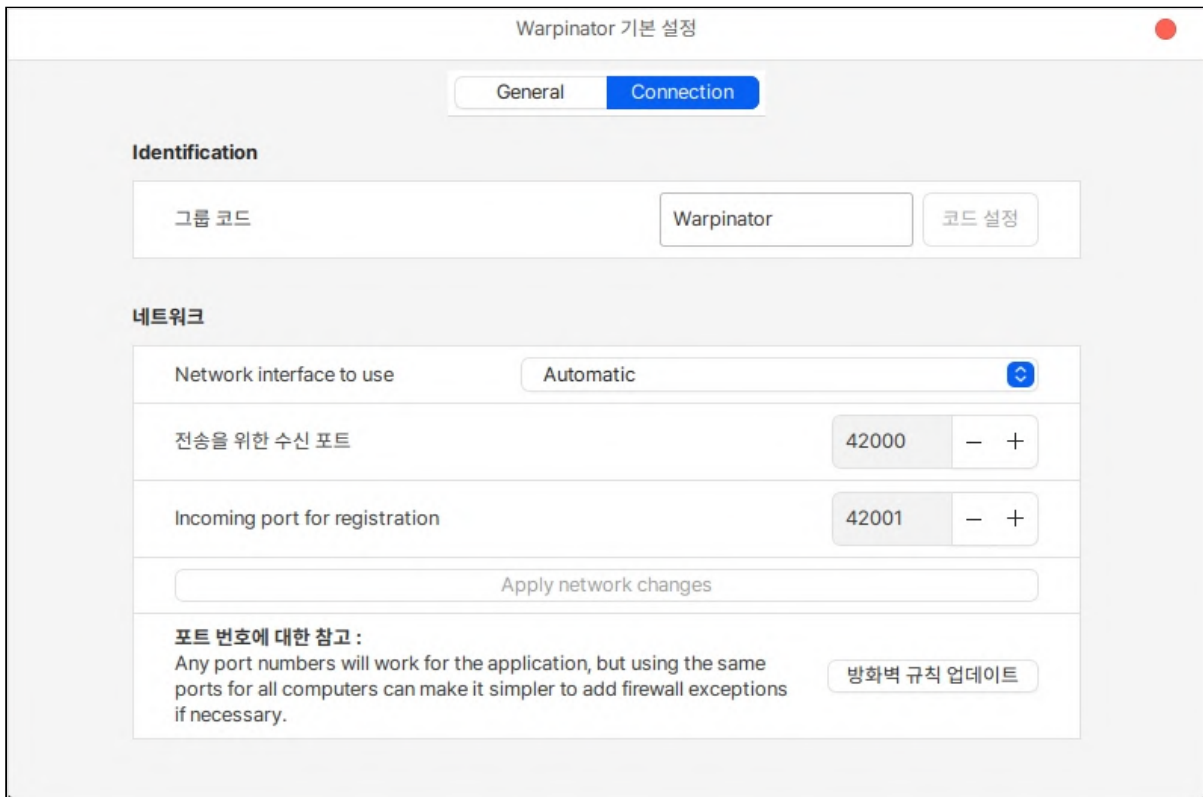 Warpinator 기본 설정
General Connection
Identification
그룹 코드 Warpinator 코드 설정
네트워크
Network interface to use Automatic
전송을 위한 수신 포트 42000 − +
Incoming port for registration 42001 − +
Apply network changes
포트 번호에 대한 참고 :
Any port numbers will work for the application, but using the same
ports for all computers can make it simpler to add firewall exceptions
if necessary.
방화벽 규칙 업데이트